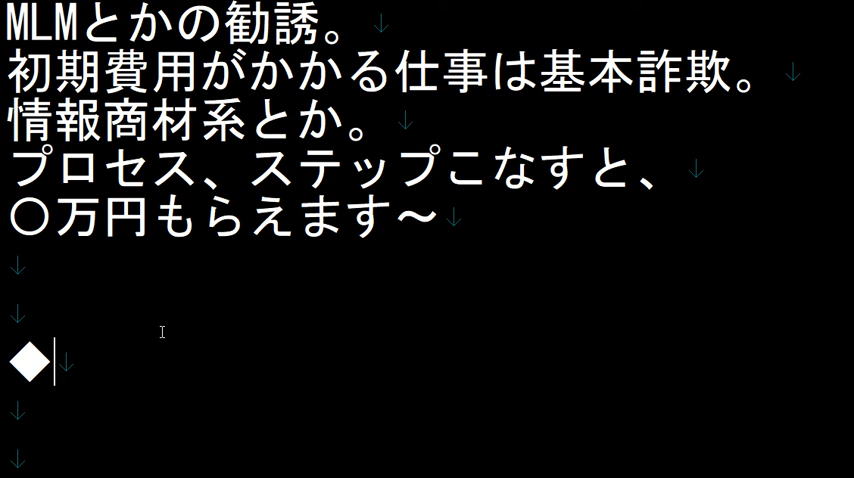 MLMとかの勧誘。↓
初期費用がかかる仕事は基本詐欺。↓
情報商材系とか。↓
プロセス、ステップこなすと、↓
〇万円もらえます～↓
↓
↓
◆↓
↓
↓